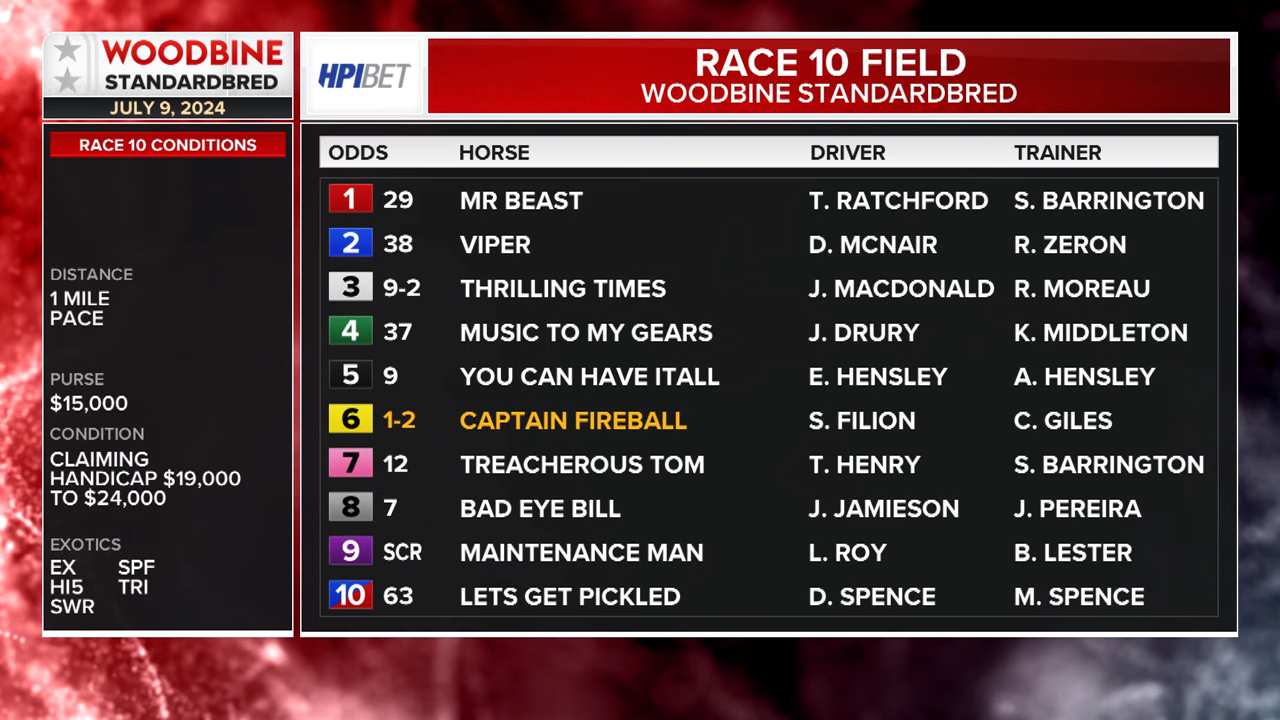 WOODBINE
STANDARDBRED
JULY 9, 2024
HPIBET
RACE 10 FIELD
WOODBINE STANDARDBRED
RACE 10 CONDITIONS
DISTANCE
1 MILE
PACE
PURSE
$15,000
CONDITION
CLAIMING
HANDICAP $19,000
TO $24,000
EXOTICS
EX SPF
HI5 TRI
SWR
ODDS HORSE DRIVER TRAINER
1 29 MR BEAST T. RATCHFORD S. BARRINGTON
2 38 VIPER D. MCNAIR R. ZERON
3 9-2 THRILLING TIMES J. MACDONALD R. MOREAU
4 37 MUSIC TO MY GEARS J. DRURY K. MIDDLETON
5 9 YOU CAN HAVE ITALL E. HENSLEY A. HENSLEY
6 1-2 CAPTAIN FIREBALL S. FILION C. GILES
7 12 TREACHEROUS TOM T. HENRY S. BARRINGTON
8 7 BAD EYE BILL J. JAMIESON J. PEREIRA
9 SCR MAINTENANCE MAN L. ROY B. LESTER
10 63 LETS GET PICKLED D. SPENCE M. SPENCE